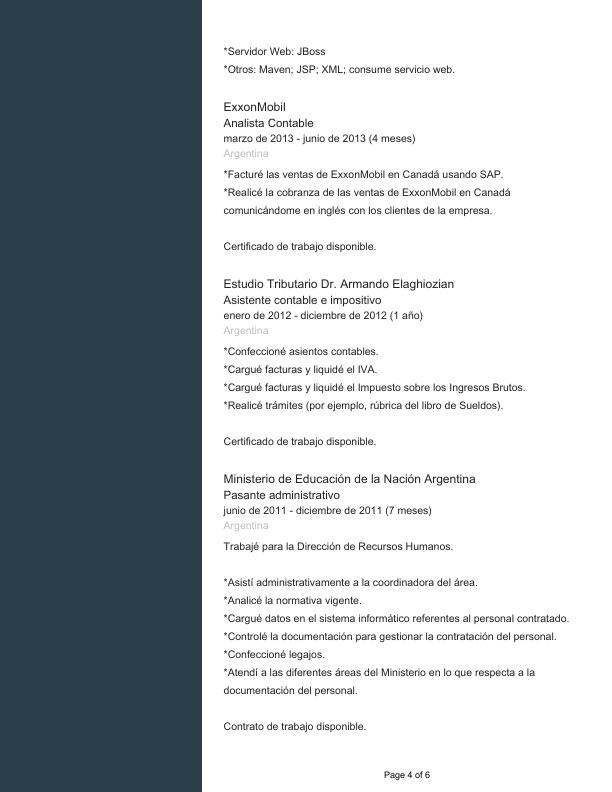 *Servidor Web: JBoss
*Otros: Maven; JSP; XML; consume servicio web.
ExxonMobil
Analista Contable
marzo de 2013 - junio de 2013 (4 meses)
Argentina
*Facturé las ventas de ExxonMobil en Canadá usando SAP.
*Realicé la cobranza de las ventas de ExxonMobil en Canadá
comunicándome en inglés con los clientes de la empresa.
Certificado de trabajo disponible.
Estudio Tributario Dr. Armando Elaghiozian
Asistente contable e impositivo
enero de 2012 - diciembre de 2012 (1 año)
Argentina
*Confeccioné asientos contables.
*Cargué facturas y liquidé el IVA.
*Cargué facturas y liquidé el Impuesto sobre los Ingresos Brutos.
*Realicé trámites (por ejemplo, rúbrica del libro de Sueldos).
Certificado de trabajo disponible.
Ministerio de Educación de la Nación Argentina
Pasante administrativo
junio de 2011 - diciembre de 2011 (7 meses)
Argentina
Trabajé para la Dirección de Recursos Humanos.
*Asistí administrativamente a la coordinadora del área.
*Analicé la normativa vigente.
*Cargué datos en el sistema informático referentes al personal contratado.
*Controlé la documentación para gestionar la contratación del personal.
*Confeccioné legajos.
*Atendí a las diferentes áreas del Ministerio en lo que respecta a la
documentación del personal.
Contrato de trabajo disponible.
Page 4 of 6